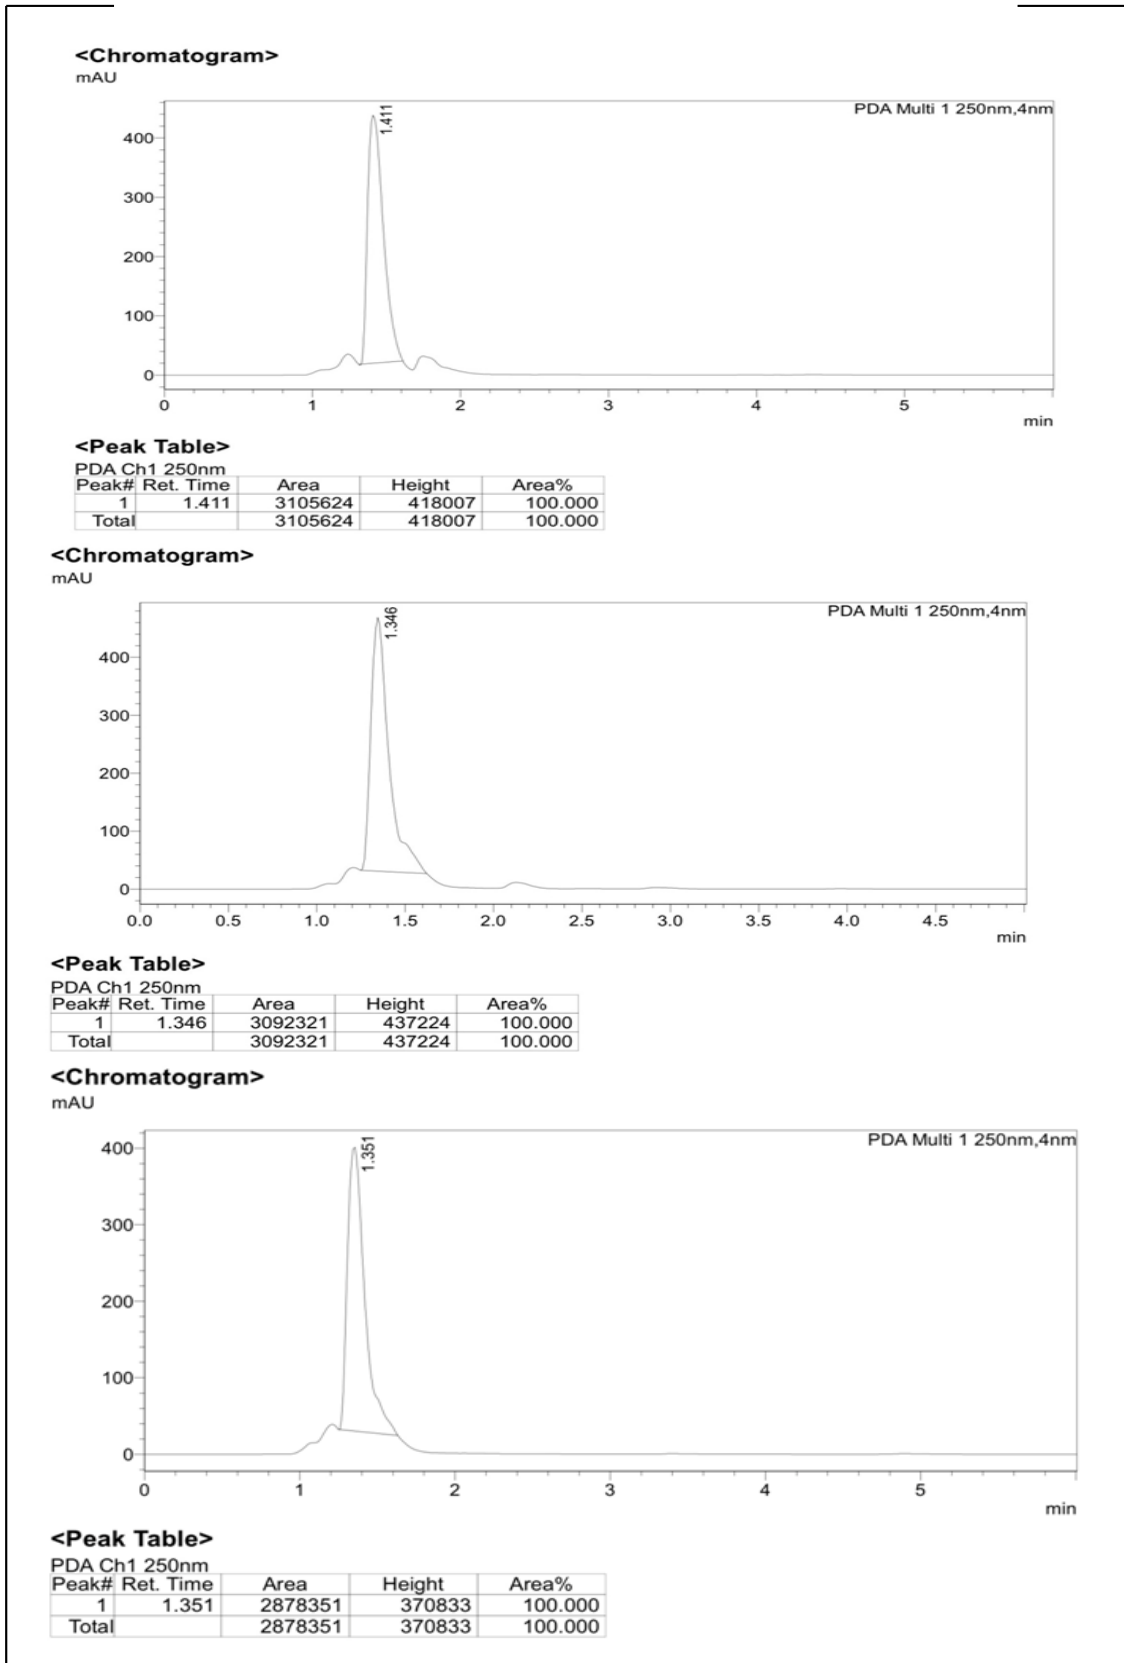 <Chromatogram>
mAU
PDA Multi 1 250nm,4nm
1.411
400
300
200
100
0
0 1 2 3 4 5
min
<Peak Table>
PDA Ch1 250nm
Peak# Ret. Time Area Height Area%
1 1.411 3105624 418007 100.000
Total 3105624 418007 100.000
<Chromatogram>
mAU
PDA Multi 1 250nm,4nm
1.346
400
300
200
100
0
0.0 0.5 1.0 1.5 2.0 2.5 3.0 3.5 4.0 4.5
min
<Peak Table>
PDA Ch1 250nm
Peak# Ret. Time Area Height Area%
1 1.346 3092321 437224 100.000
Total 3092321 437224 100.000
<Chromatogram>
mAU
PDA Multi 1 250nm,4nm
1.351
400
300
200
100
0
0 1 2 3 4 5
min
<Peak Table>
PDA Ch1 250nm
Peak# Ret. Time Area Height Area%
1 1.351 2878351 370833 100.000
Total 2878351 370833 100.000